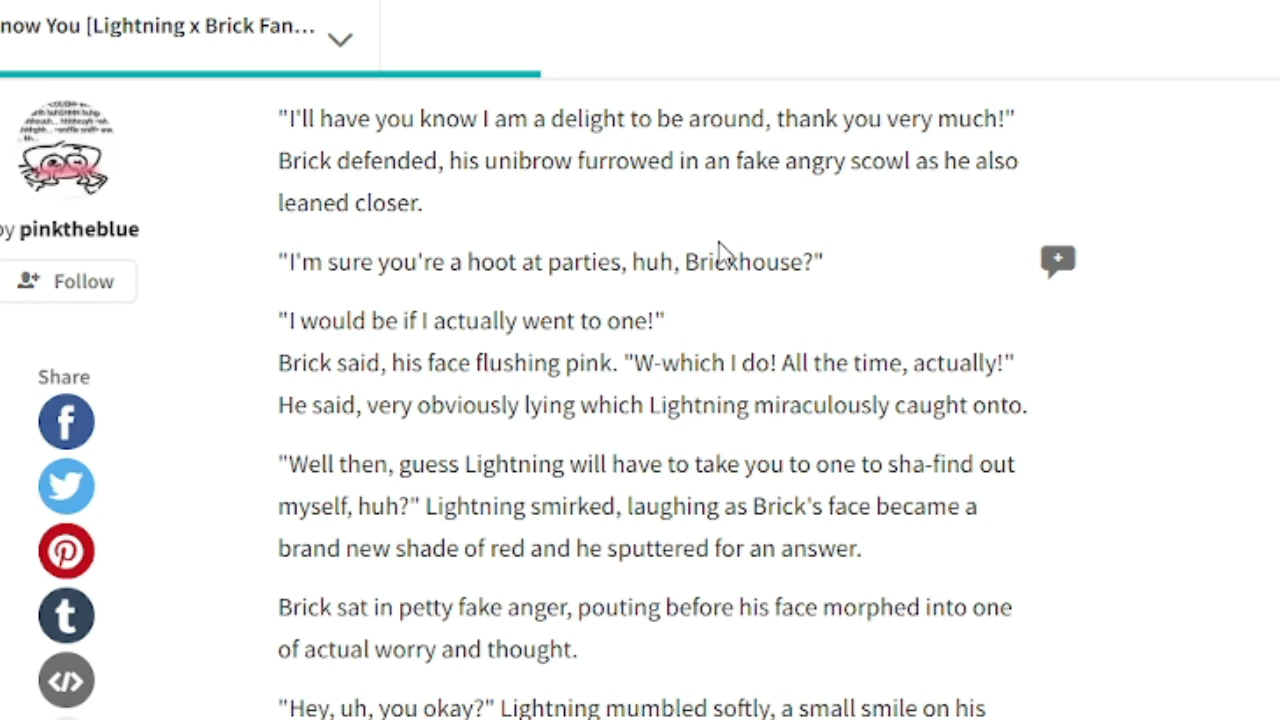 now You [Lightning x Brick Fan...
"I'll have you know I am a delight to be around, thank you very much!"
Brick defended, his unibrow furrowed in an fake angry scowl as he also
leaned closer.
by pinktheblue
"I'm sure you're a hoot at parties, huh, Brickhouse?"
Follow
"I would be if I actually went to one!"
Brick said, his face flushing pink. "W-which I do! All the time, actually!"
He said, very obviously lying which Lightning miraculously caught onto.
Share
"Well then, guess Lightning will have to take you to one to sha-find out
myself, huh?" Lightning smirked, laughing as Brick's face became a
brand new shade of red and he sputtered for an answer.
Brick sat in petty fake anger, pouting before his face morphed into one
of actual worry and thought.
"Hey, uh, you okay?" Lightning mumbled softly, a small smile on his